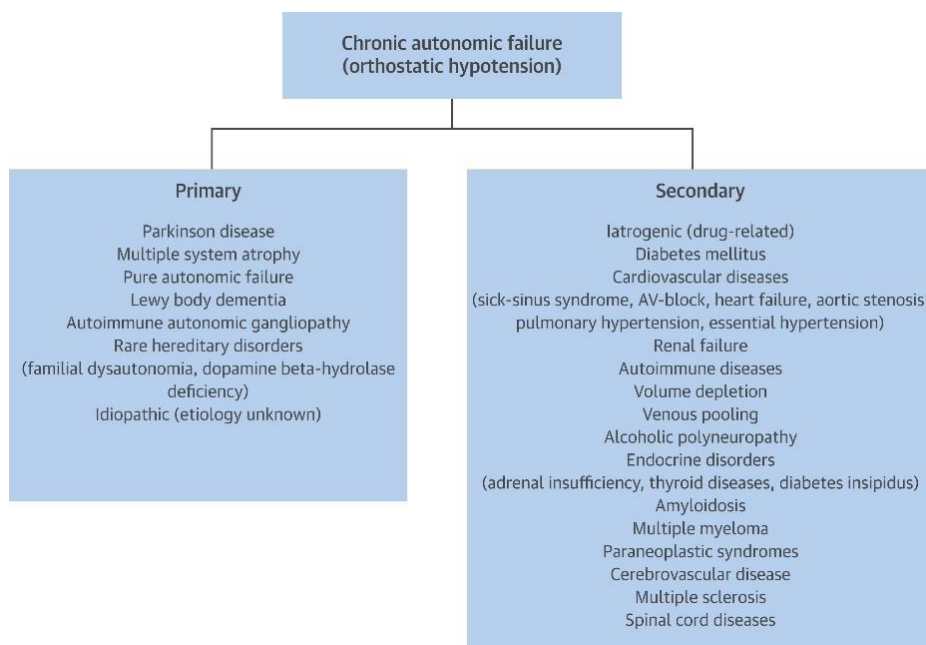 Chronic autonomic failure
(orthostatic hypotension)
Primary
Parkinson disease
Multiple system atrophy
Pure autonomic failure
Lewy body dementia
Autoimmune autonomic gangliopathy
Rare hereditary disorders
(familial dysautonomia, dopamine beta-hydrolase
deficiency)
Idiopathic (etiology unknown)
Secondary
Iatrogenic (drug-related)
Diabetes mellitus
Cardiovascular diseases
(sick-sinus syndrome, AV-block, heart failure, aortic stenosis
pulmonary hypertension, essential hypertension)
Renal failure
Autoimmune diseases
Volume depletion
Venous pooling
Alcoholic polyneuropathy
Endocrine disorders
(adrenal insufficiency, thyroid diseases, diabetes insipidus)
Amyloidosis
Multiple myeloma
Paraneoplastic syndromes
Cerebrovascular disease
Multiple sclerosis
Spinal cord diseases